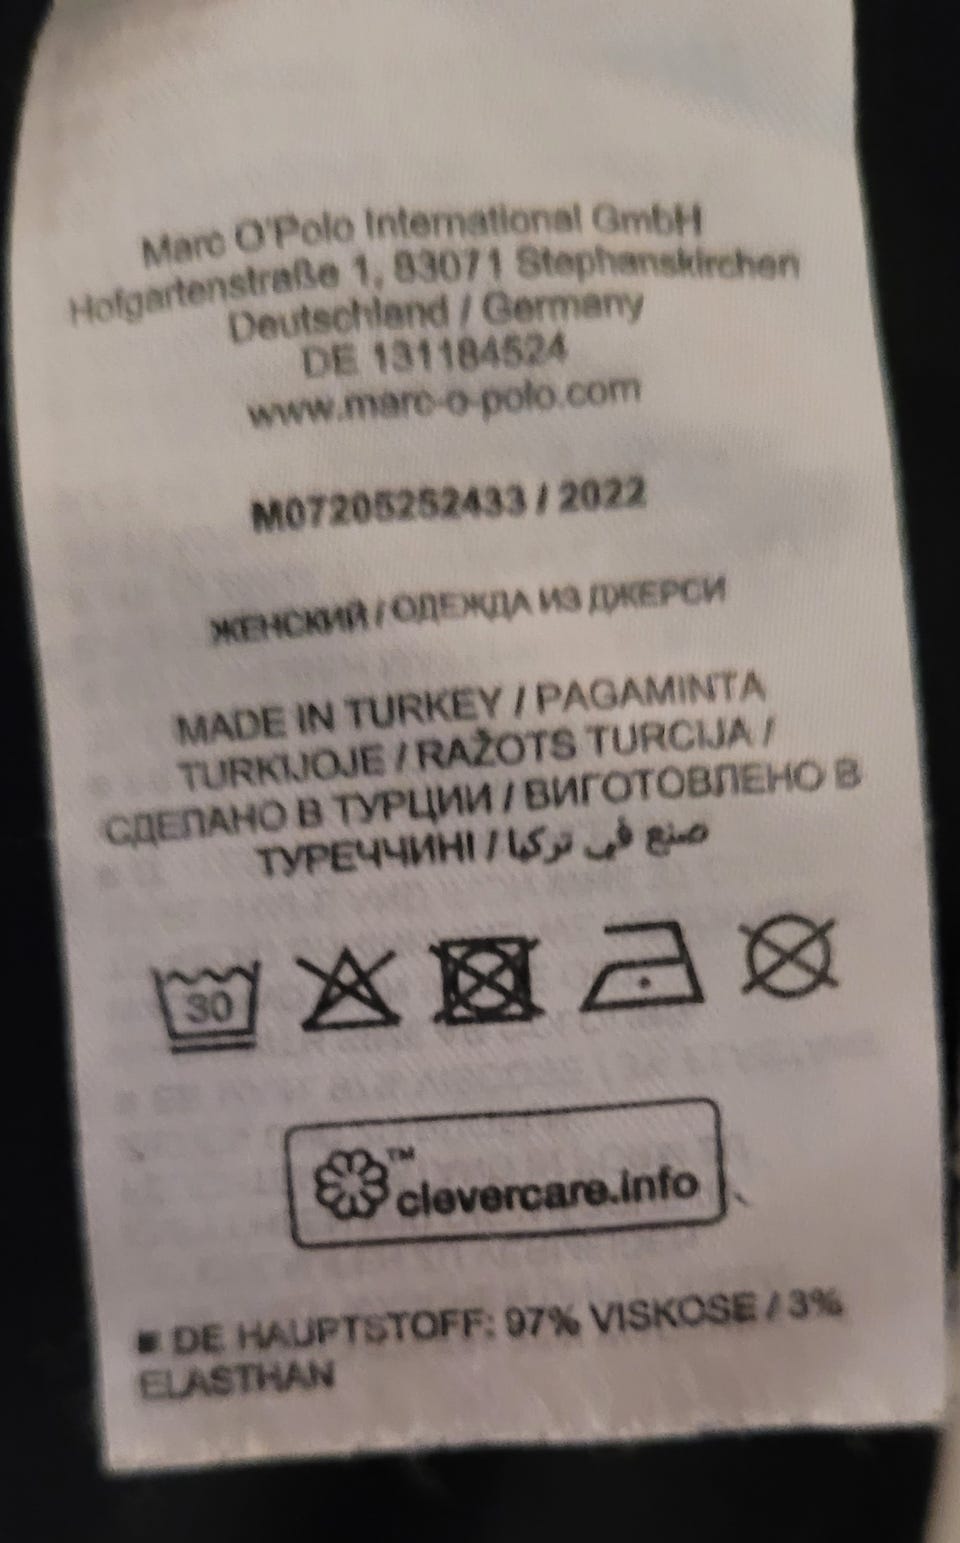 Marc O'Polo International GmbH
Hofgartenstraße 1, 83071 Stephanskirchen
Deutschland / Germany
DE 131184524
www.marc-o-polo.com
M07205252433 / 2022
ЖЕНСКИЙ / ОДЕЖДА ИЗ ДЖЕРСИ
MADE IN TURKEY / PAGAMINTA
TURKIJOJE / RAŽOTS TURCIJA /
СДЕЛАНО В ТУРЦИИ / ВИГОТОВЛЕНО В
ТУРЕЧЧИНІ / صنع في تركيا
30
™
clevercare.info
■ DE HAUPTSTOFF: 97% VISKOSE / 3%
ELASTHAN